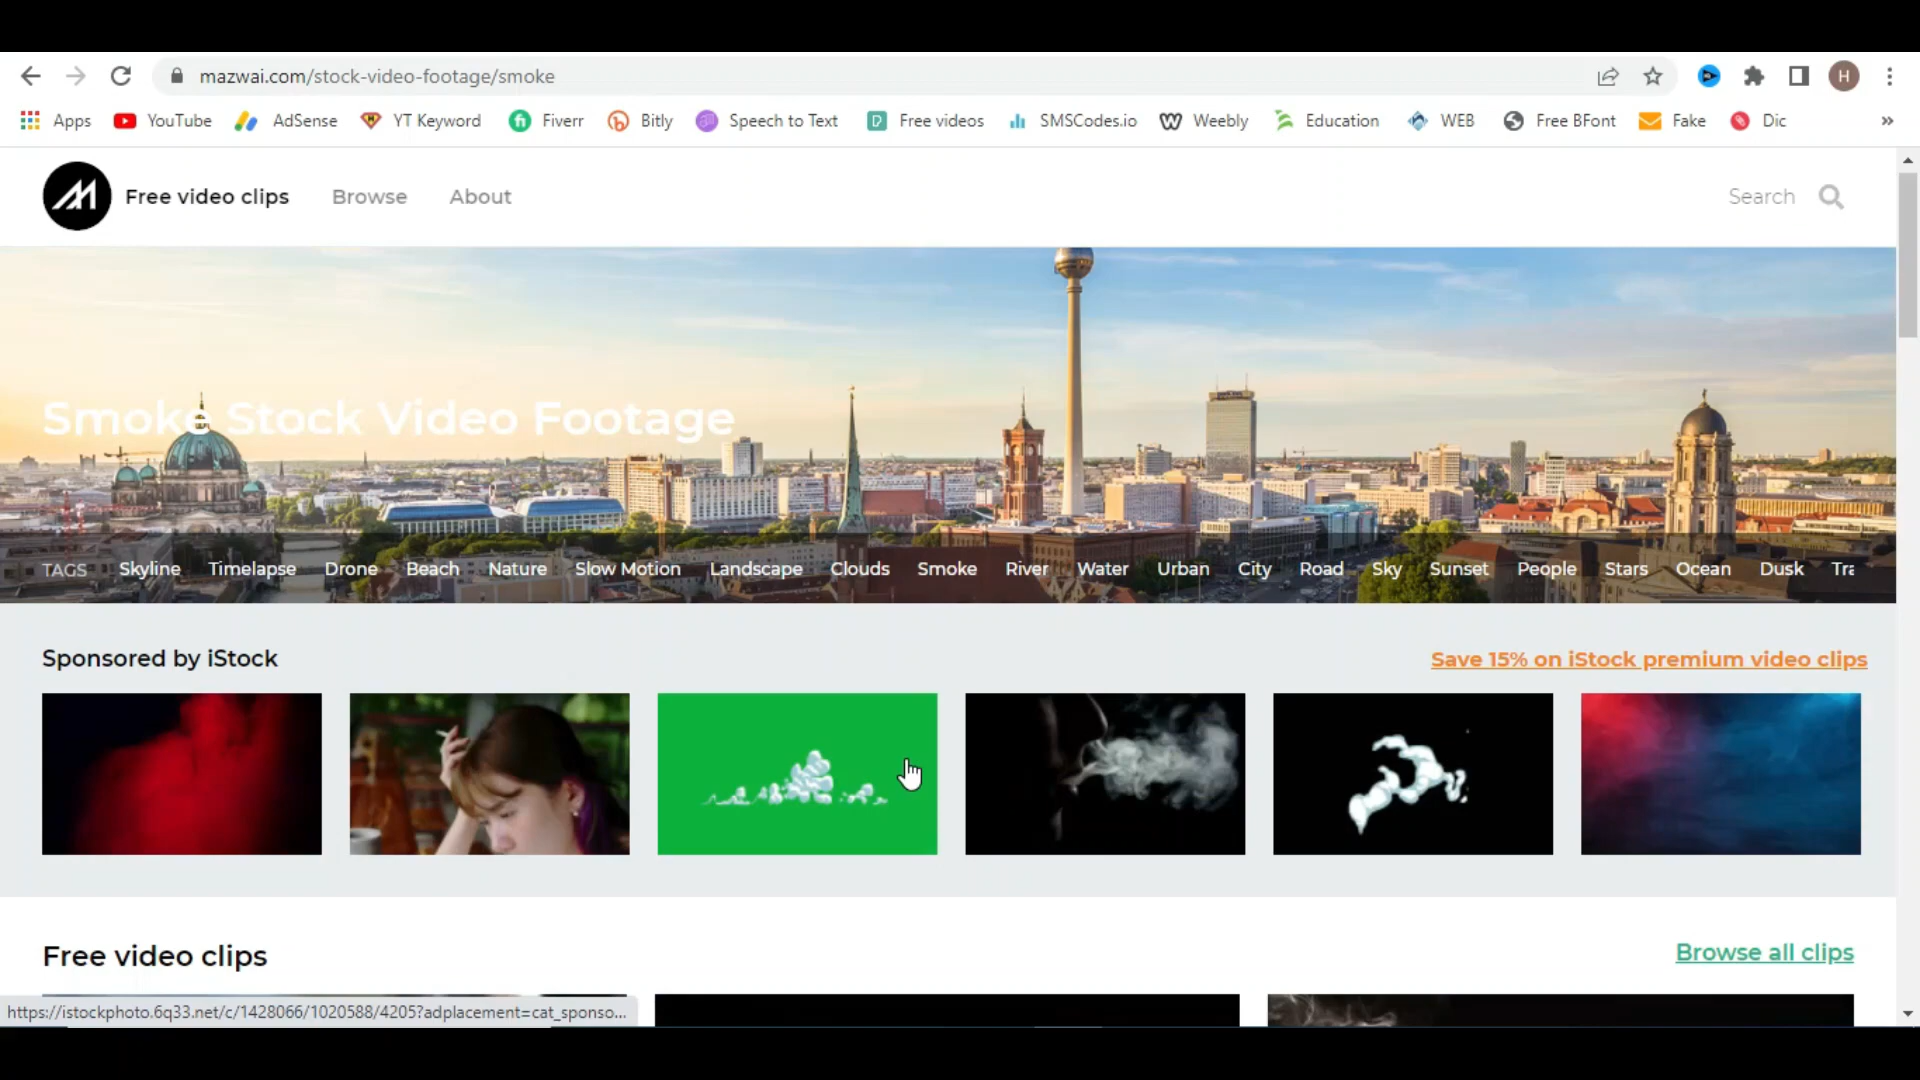 mazwai.com/stock-video-footage/smoke
H
Apps YouTube AdSense YT Keyword Fiverr Bitly Speech to Text Free videos SMSCodes.io Weebly Education WEB Free BFont Fake Dic »
Free video clips Browse About Search
Smoke Stock Video Footage
TAGS Skyline Timelapse Drone Beach Nature Slow Motion Landscape Clouds Smoke River Water Urban City Road Sky Sunset People Stars Ocean Dusk Tra
Sponsored by iStock Save 15% on iStock premium video clips
Free video clips Browse all clips
https://istockphoto.6q33.net/c/1428066/1020588/4205?adplacement=cat_sponso...